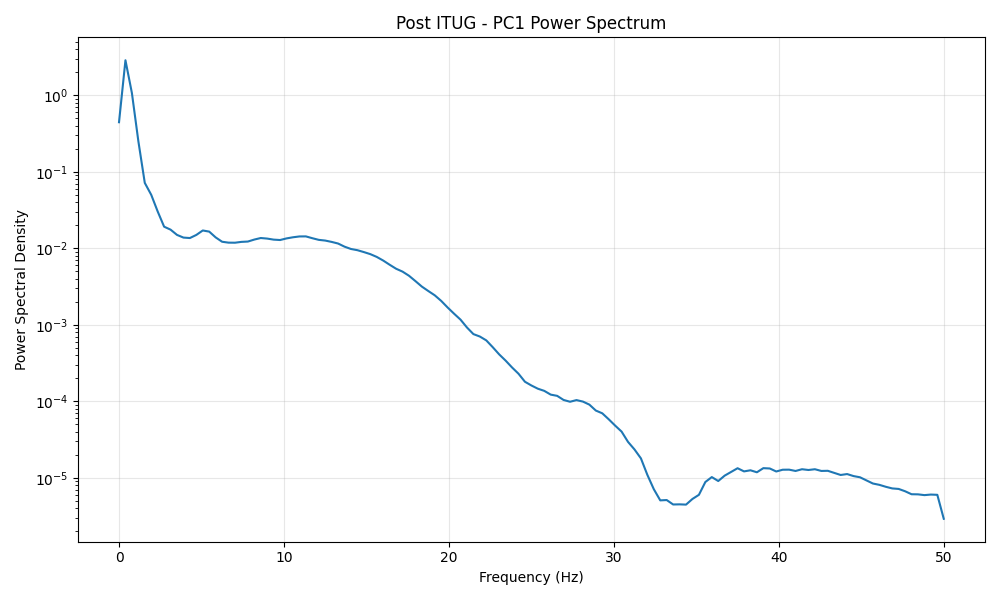 Post ITUG - PC1 Power Spectrum
Power Spectral Density
10⁰
10⁻¹
10⁻²
10⁻³
10⁻⁴
10⁻⁵
0 10 20 30 40 50
Frequency (Hz)